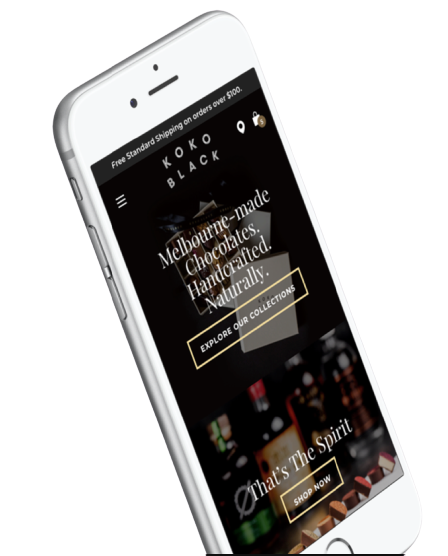 Free Standard Shipping on orders over $100.
KOKO
BLACK
Melbourne-made
Chocolates.
Handcrafted.
Naturally.
EXPLORE OUR COLLECTIONS
That's The Spirit
SHOP NOW